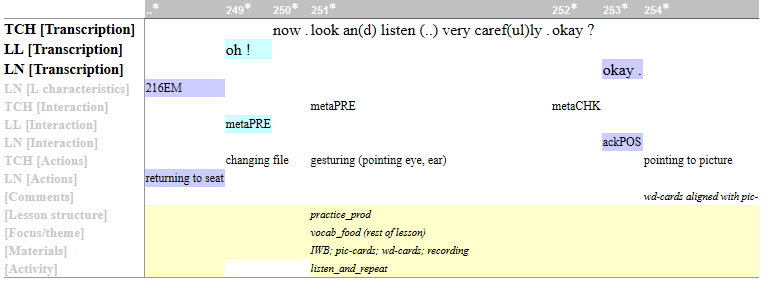 ..* 249* 250* 251* 252* 253* 254*
TCH [Transcription] now . look an(d) listen (..) very caref(ul)ly . okay ?
LL [Transcription] oh !
LN [Transcription] okay .
LN [L characteristics] 216EM
TCH [Interaction] metaPRE metaCHK
LL [Interaction] metaPRE
LN [Interaction] ackPOS
TCH [Actions] changing file gesturing (pointing eye, ear) pointing to picture
LN [Actions] returning to seat
[Comments] wd-cards aligned with pic-
[Lesson structure] practice_prod
[Focus/theme] vocab_food (rest of lesson)
[Materials] IWB; pic-cards; wd-cards; recording
[Activity] listen_and_repeat